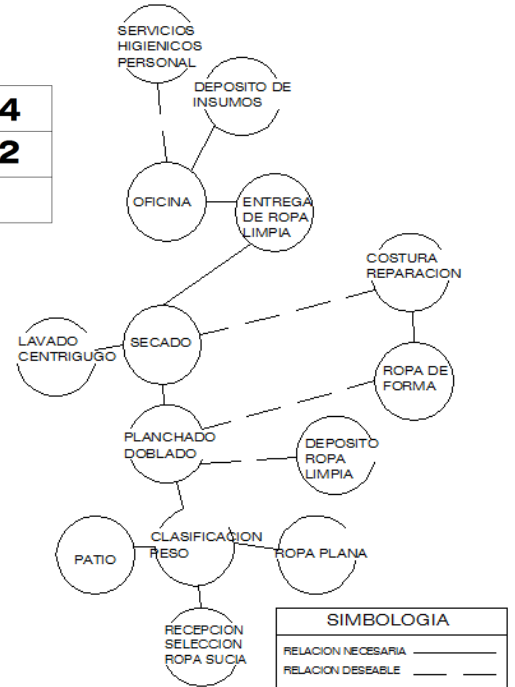 SERVICIOS
HIGIENICOS
PERSONAL
DEPOSITO DE
INSUMOS
4
2
OFICINA
ENTREGA
DE ROPA
LIMPIA
COSTURA
REPARACION
LAVADO
CENTRIGUGO
SECADO
ROPA DE
FORMA
PLANCHADO
DOBLADO
DEPOSITO
ROPA
LIMPIA
CLASIFICACION
PESO
PATIO
ROPA PLANA
RECEPCION
SELECCION
ROPA SUCIA
SIMBOLOGIA
RELACION NECESARIA
RELACION DESEABLE